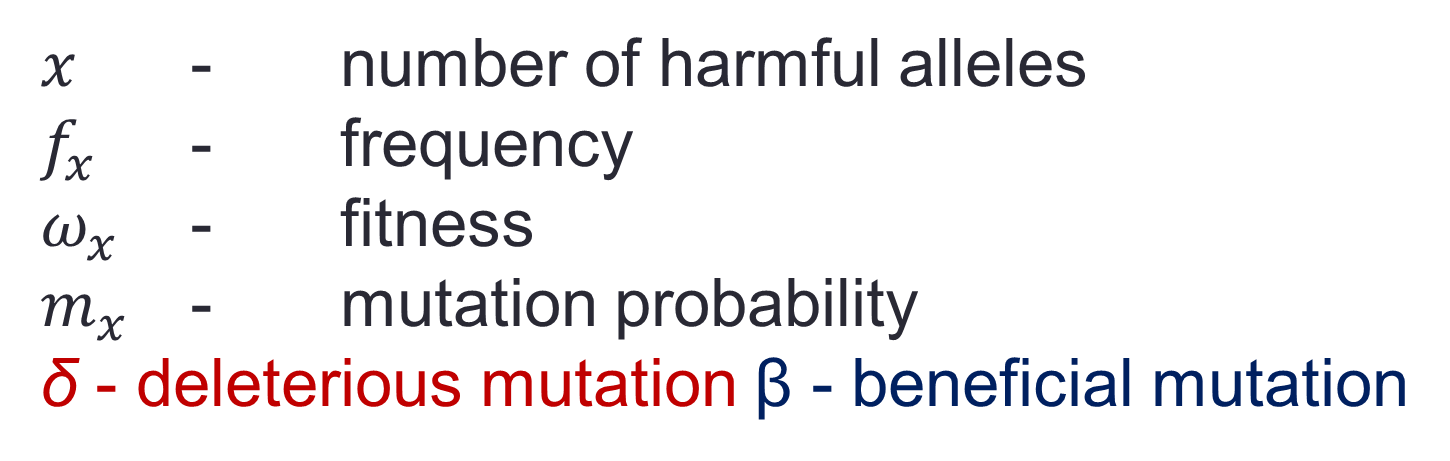 x - number of harmful alleles
fₓ - frequency
ωₓ - fitness
mₓ - mutation probability
δ - deleterious mutation β - beneficial mutation